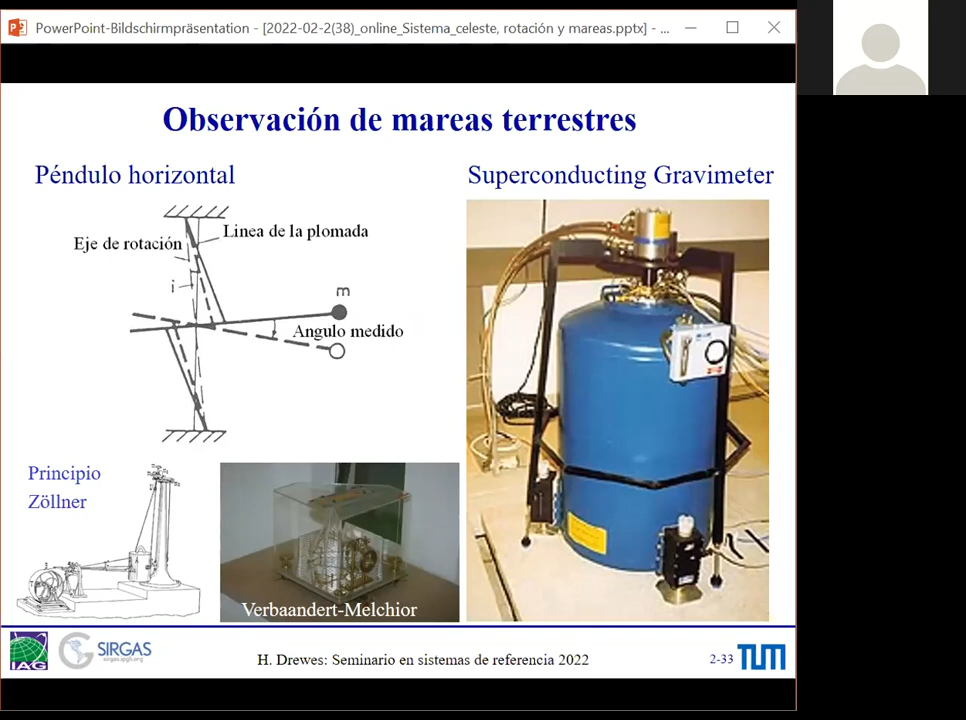 PowerPoint-Bildschirmpräsentation - [2022-02-2(38)_online_Sistema_celeste, rotación y mareas.pptx] - ...
Observación de mareas terrestres
Péndulo horizontal
Superconducting Gravimeter
Linea de la plomada
Eje de rotación
i
m
Angulo medido
Principio
Zöllner
Verbaandert-Melchior
IAG
SIRGAS
H. Drewes: Seminario en sistemas de referencia 2022
2-33
TUM